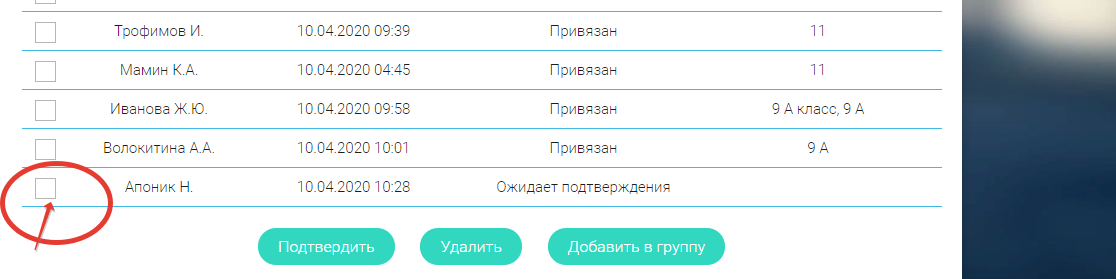 Трофимов И. 10.04.2020 09:39 Привязан 11
Мамин К.А. 10.04.2020 04:45 Привязан 11
Иванова Ж.Ю. 10.04.2020 09:58 Привязан 9 А класс, 9 А
Волокитина А.А. 10.04.2020 10:01 Привязан 9 А
Апоник Н. 10.04.2020 10:28 Ожидает подтверждения
Подтвердить Удалить Добавить в группу